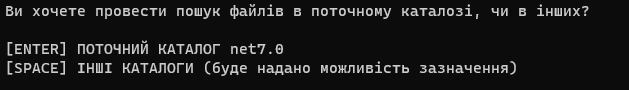 Ви хочете провести пошук файлів в поточному каталозі, чи в інших?
[ENTER] ПОТОЧНИЙ КАТАЛОГ net7.0
[SPACE] ІНШІ КАТАЛОГИ (буде надано можливість зазначення)